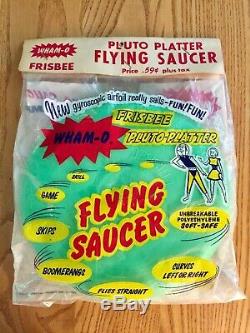 WHAM-O
FRISBEE
PLUTO PLATTER
FLYING SAUCER
Price .59¢ plus tax
New gyroscopic airfoil really sails-FUN! FUN!
FRISBEE
WHAM-O
PLUTO-PLATTER
SKILL
GAME
FLYING
SAUCER
UNBREAKABLE
POLYETHYLENE
SOFT-SAFE
SKIPS
BOOMERANGS
CURVES
LEFT OR RIGHT
FLIES STRAIGHT